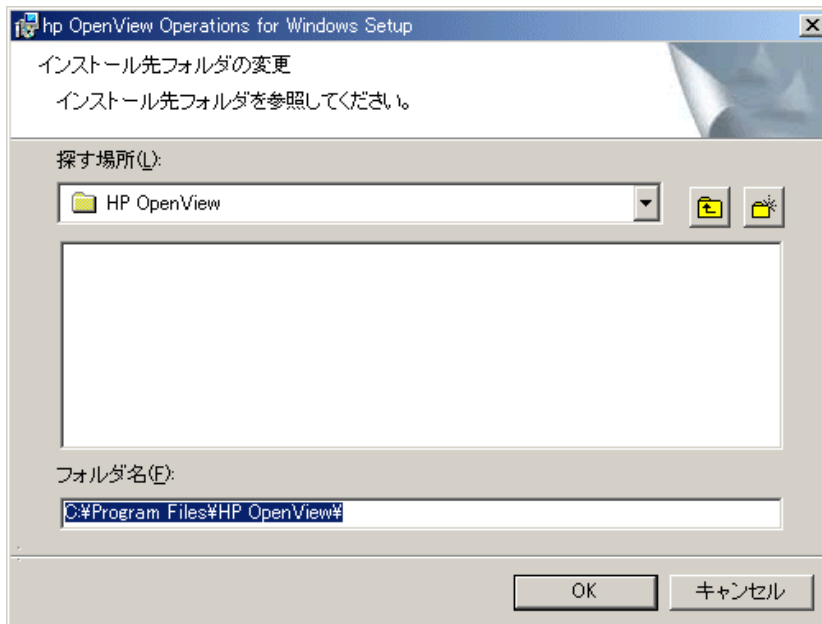 hp OpenView Operations for Windows Setup
インストール先フォルダの変更
インストール先フォルダを参照してください。
探す場所(L):
HP OpenView
フォルダ名(F):
C:¥Program Files¥HP OpenView¥
OK キャンセル